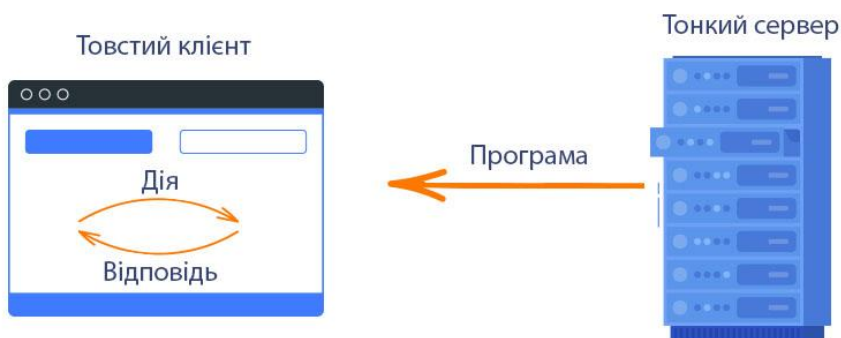 Товстий клієнт
Тонкий сервер
Дія
Відповідь
Програма